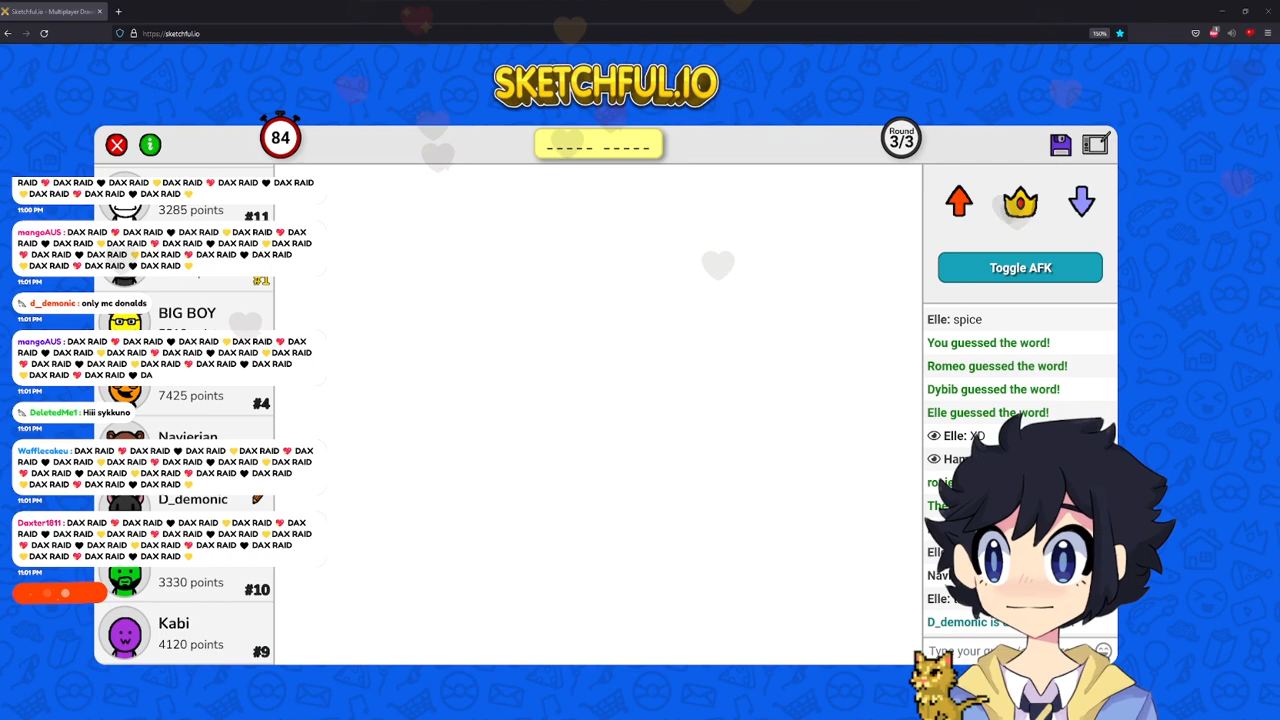 Sketchful.io – Multiplayer Draw
https://sketchful.io
150%
SKETCHFUL.IO
84
_ _ _ _ _ _ _ _ _ _
Round
3/3
RAID 💖 DAX RAID 🖤 DAX RAID 💛DAX RAID 💖 DAX RAID 🖤 DAX RAID
💛DAX RAID 💖 DAX RAID 🖤 DAX RAID 💛
11:00 PM
3285 points
#11
mangoAUS : DAX RAID 💖 DAX RAID 🖤 DAX RAID 💛DAX RAID 💖 DAX
RAID 🖤 DAX RAID 💛DAX RAID 💖 DAX RAID 🖤 DAX RAID 💛DAX RAID
💖 DAX RAID 🖤 DAX RAID 💛DAX RAID 💖 DAX RAID 🖤 DAX RAID
💛DAX RAID 💖 DAX RAID 🖤 DAX RAID 💛
11:01 PM
#1
d__demonic : only mc donalds
11:01 PM
BIG BOY
mangoAUS : DAX RAID 💖 DAX RAID 🖤 DAX RAID 💛DAX RAID 💖 DAX
RAID 🖤 DAX RAID 💛DAX RAID 💖 DAX RAID 🖤 DAX RAID 💛DAX RAID
💖 DAX RAID 🖤 DAX RAID 💛DAX RAID 💖 DAX RAID 🖤 DAX RAID
💛DAX RAID 💖 DAX RAID 🖤 DA
11:01 PM
7425 points
#4
DeletedMe1 : Hiii sykkuno
11:01 PM
Navierian
Wafflecakeu : DAX RAID 💖 DAX RAID 🖤 DAX RAID 💛DAX RAID 💖 DAX
RAID 🖤 DAX RAID 💛DAX RAID 💖 DAX RAID 🖤 DAX RAID 💛DAX RAID
💖 DAX RAID 🖤 DAX RAID 💛DAX RAID 💖 DAX RAID 🖤 DAX RAID
💛DAX RAID 💖 DAX RAID 🖤 DAX RAID 💛
11:01 PM
D_demonic
Daxter1811 : DAX RAID 💖 DAX RAID 🖤 DAX RAID 💛DAX RAID 💖 DAX
RAID 🖤 DAX RAID 💛DAX RAID 💖 DAX RAID 🖤 DAX RAID 💛DAX RAID
💖 DAX RAID 🖤 DAX RAID 💛DAX RAID 💖 DAX RAID 🖤 DAX RAID
💛DAX RAID 💖 DAX RAID 🖤 DAX RAID 💛
11:01 PM
3330 points
#10
Kabi
4120 points
#9
Toggle AFK
Elle: spice
You guessed the word!
Romeo guessed the word!
Dybib guessed the word!
Elle guessed the word!
Elle: XD
Elle:
D_demonic is
Type your gu